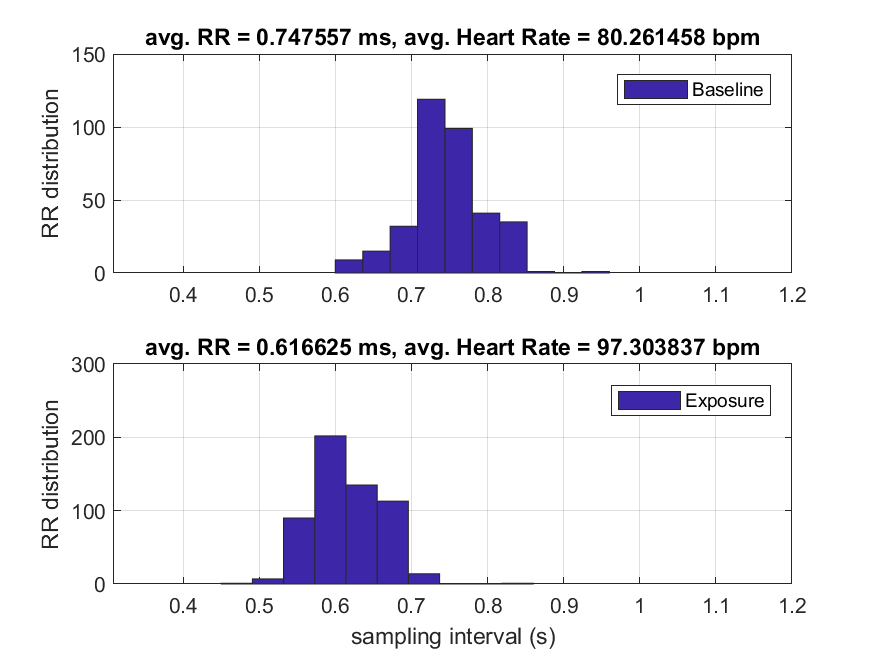 avg. RR = 0.747557 ms, avg. Heart Rate = 80.261458 bpm
150
100
50
0
RR distribution
Baseline
0.4 0.5 0.6 0.7 0.8 0.9 1 1.1 1.2
avg. RR = 0.616625 ms, avg. Heart Rate = 97.303837 bpm
300
200
100
0
RR distribution
Exposure
0.4 0.5 0.6 0.7 0.8 0.9 1 1.1 1.2
sampling interval (s)